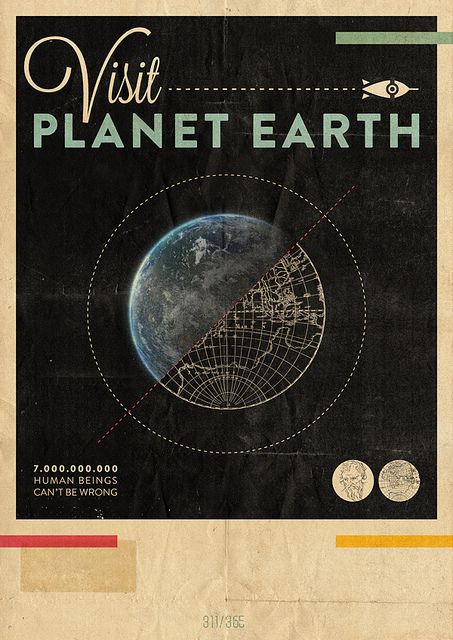 Visit
PLANET EARTH
7.000.000.000
HUMAN BEINGS
CAN'T BE WRONG
311/365